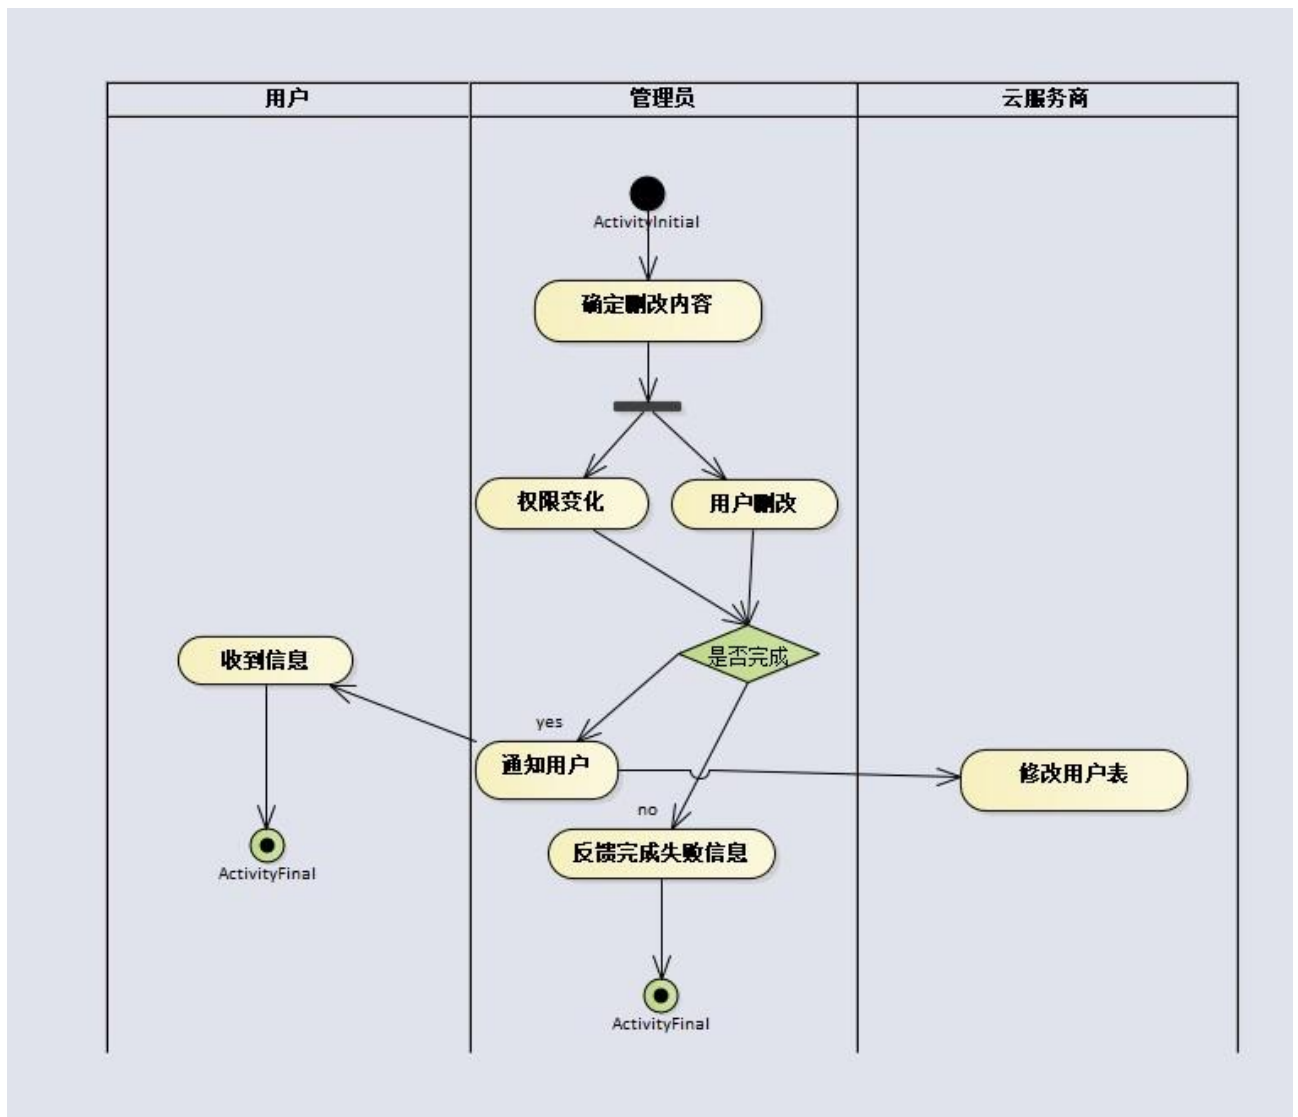 用户
管理员
云服务商
ActivityInitial
确定删改内容
权限变化
用户删改
是否完成
收到信息
yes
通知用户
修改用户表
no
反馈完成失败信息
ActivityFinal
ActivityFinal